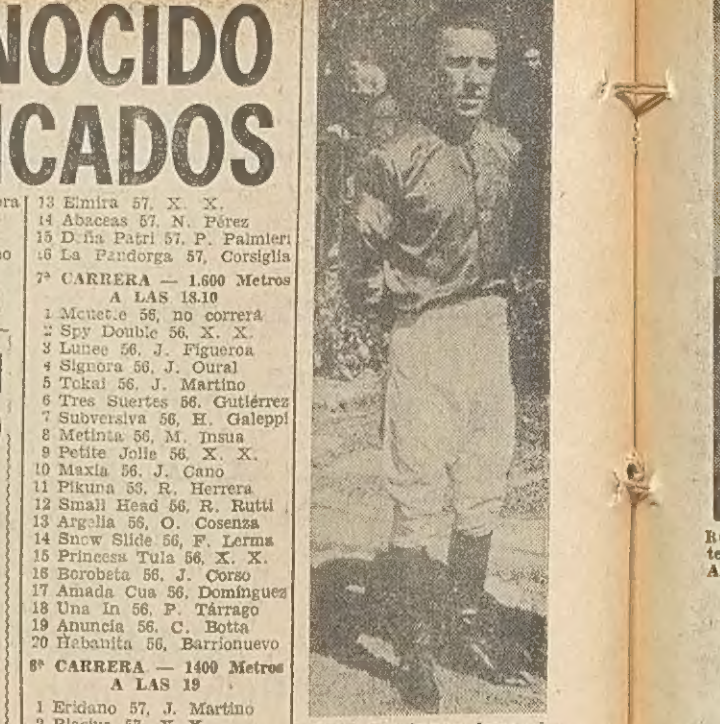 NOCIDO
ICADOS
13 Elmira 57, X. X.
14 Abaceas 57, N. Pérez
15 Doña Patri 57, P. Palmieri
16 La Pandorga 57, Corsiglia
7ª CARRERA — 1.600 Metros
A LAS 18.10
1 56, no correrá
2 Spy Double 56, X. X.
3 Lunee 56, J. Figueroa
4 Signora 56, J. Oural
5 Tokai 56, J. Martino
6 Tres Suertes 56, Gutiérrez
7 Subversiva 56, H. Galeppi
8 Metinta 56, M. Insua
9 Petite Jolie 56, X. X.
10 Maxia 56, J. Cano
11 Pikuna 56, R. Herrera
12 Small Head 56, R. Rutti
13 Argelia 56, O. Cosenza
14 Snow Slide 56, F. Lerma
15 Princesa Tula 56, X. X.
16 Borobeta 56, J. Corso
17 Amada Cua 56, Domínguez
18 Una In 56, P. Tárrago
19 Anuncia 56, C. Botta
20 Habanita 56, Barrionuevo
8ª CARRERA — 1400 Metros
A LAS 19
1 Eridano 57, J. Martino